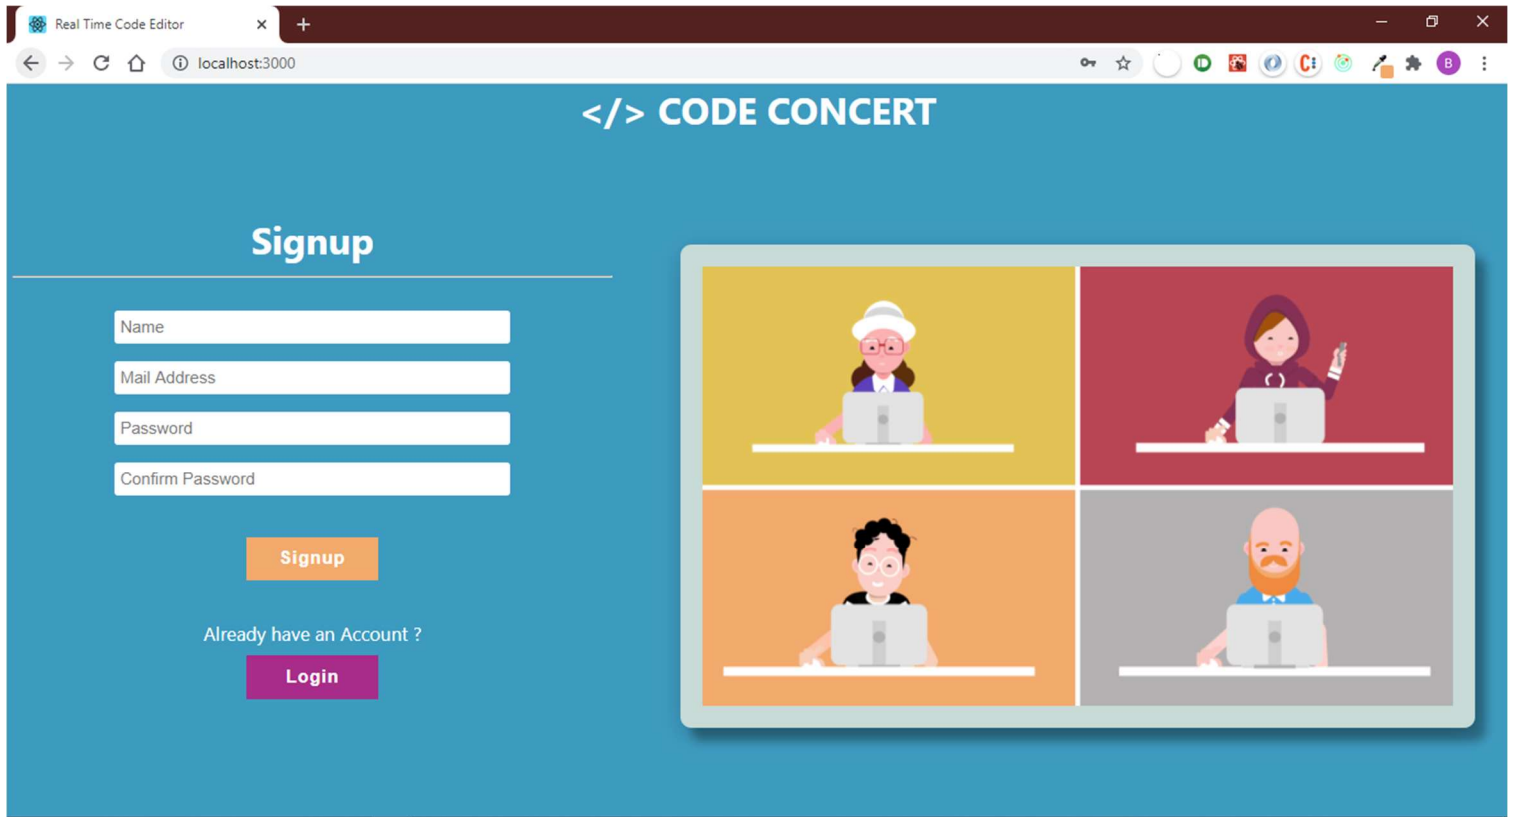 Real Time Code Editor
localhost:3000
B
</> CODE CONCERT
Signup
Name
Mail Address
Password
Confirm Password
Signup
Already have an Account ?
Login